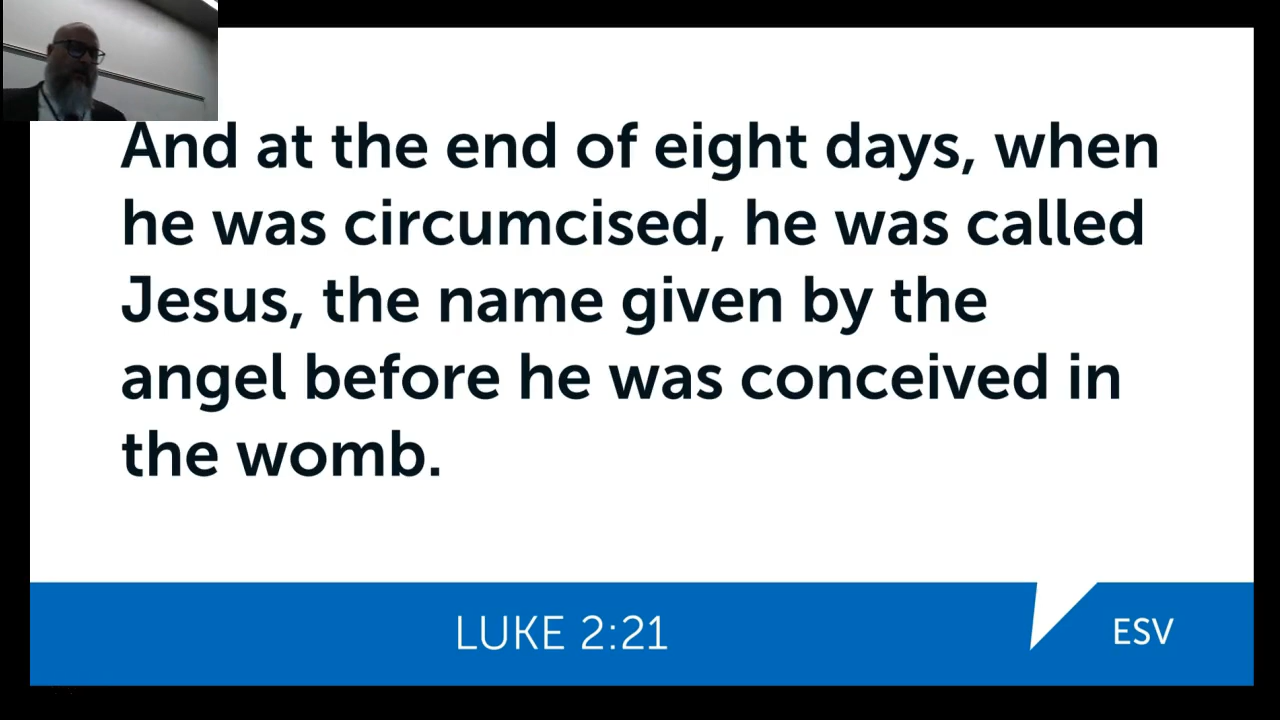 And at the end of eight days, when
he was circumcised, he was called
Jesus, the name given by the
angel before he was conceived in
the womb.
LUKE 2:21
ESV